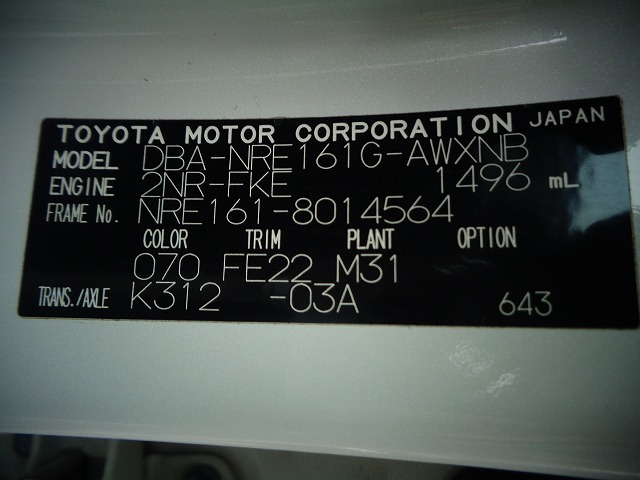 TOYOTA MOTOR CORPORATION JAPAN
MODEL DBA-NRE161G-AWXNB
ENGINE 2NR-FKE 1496 mL
FRAME No. NRE161-8014564
COLOR TRIM PLANT OPTION
070 FE22 M31
TRANS./AXLE K312 -03A 643